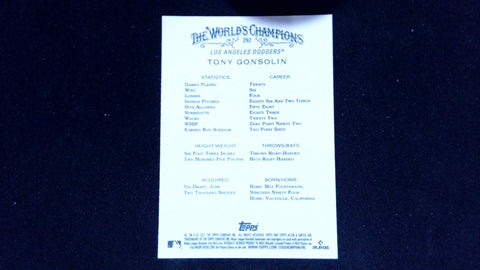 THE WORLD'S CHAMPIONS
292
LOS ANGELES DODGERS®
TONY GONSOLIN
STATISTICS CAREER
Games Played: Twenty
Wins: Six
Losses: Four
Innings Pitched: Eighty Six And Two Thirds
Hits Allowed: Fifty Eight
Strikeouts: Eighty Three
Walks: Twenty Two
WHIP: Zero Point Ninety Two
Earned Run Average: Two Point Sixty
HEIGHT/WEIGHT THROWS/BATS
Six Foot Three Inches Throws Right-Handed
Two Hundred Five Pounds Bats Right-Handed
ACQUIRED BORN/HOME
Via Draft, June Born: May Fourteenth,
Two Thousand Sixteen Nineteen Ninety Four
Home: Vacaville, California
Topps